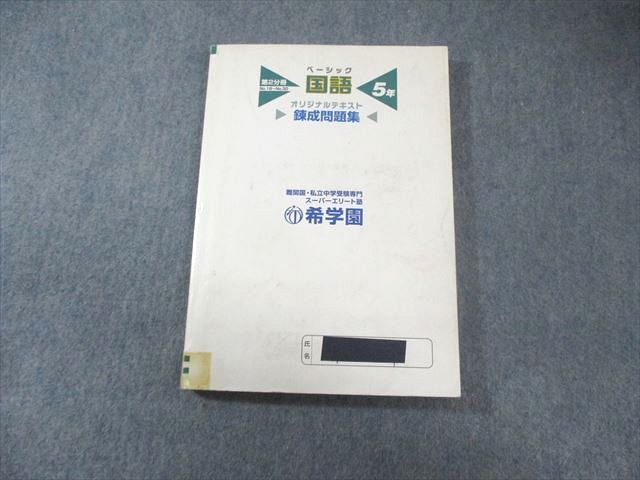 ベーシック
第2分冊
No.18~No.30
国語
5年
オリジナルテキスト
錬成問題集
難関国・私立中学受験専門
スーパーエリート塾
希学園
氏名